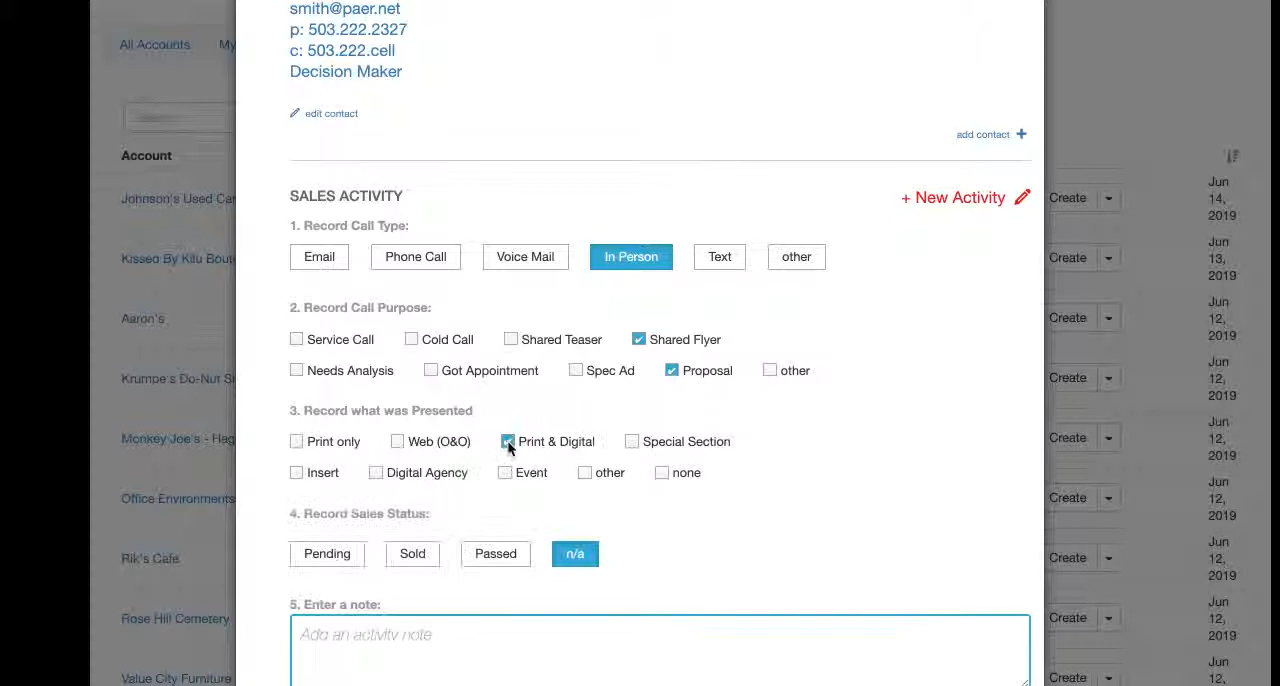 smith@paer.net
p: 503.222.2327
c: 503.222.cell
Decision Maker
edit contact
add contact +
All Accounts My
Search
Account
Johnson's Used Car
Kissed By Kilu Bout
Aaron's
Krumpe's Do-Nut S
Monkey Joe's - Hag
Office Environments
Rik's Cafe
Rose Hill Cemetery
Value City Furniture
SALES ACTIVITY
+ New Activity
1. Record Call Type:
Email Phone Call Voice Mail In Person Text other
2. Record Call Purpose:
Service Call Cold Call Shared Teaser Shared Flyer
Needs Analysis Got Appointment Spec Ad Proposal other
3. Record what was Presented
Print only Web (O&O) Print & Digital Special Section
Insert Digital Agency Event other none
4. Record Sales Status:
Pending Sold Passed n/a
5. Enter a note:
Add an activity note
Create
Jun
14,
2019
Create
Jun
13,
2019
Create
Jun
12,
2019
Create
Jun
12,
2019
Create
Jun
12,
2019
Create
Jun
12,
2019
Create
Jun
12,
2019
Create
Jun
12,
2019
Create
Jun
12,